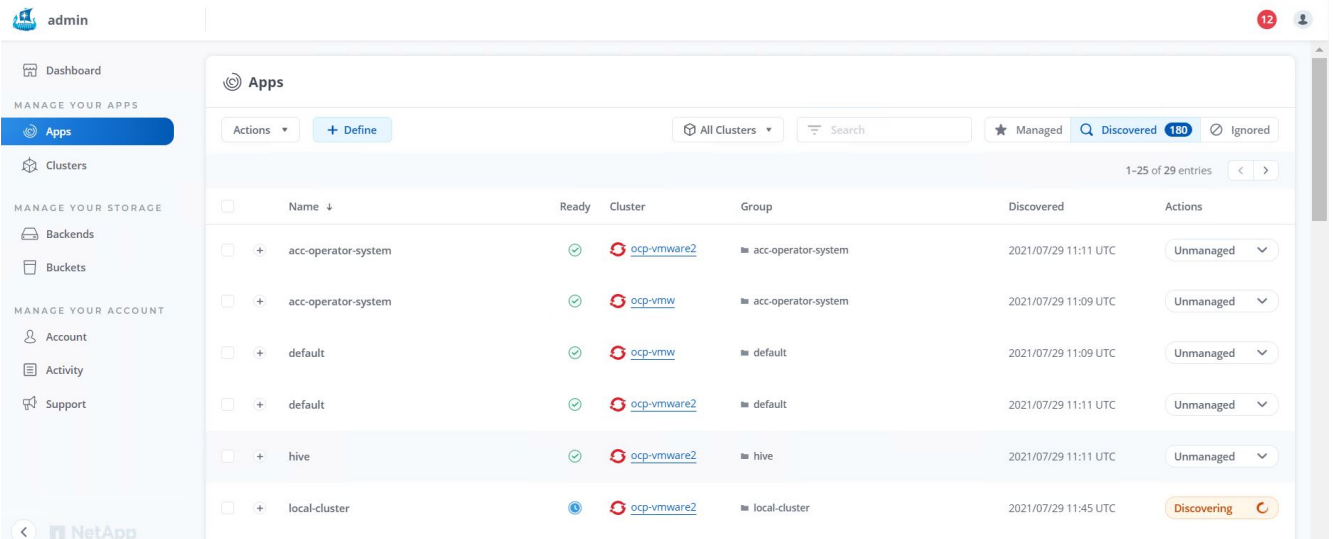 admin
12
Dashboard
MANAGE YOUR APPS
Apps
Clusters
MANAGE YOUR STORAGE
Backends
Buckets
MANAGE YOUR ACCOUNT
Account
Activity
Support
NetApp
Apps
Actions + Define All Clusters Search Managed Discovered 180 Ignored
1–25 of 29 entries < >
Name ↓ Ready Cluster Group Discovered Actions
+ acc-operator-system ocp-vmware2 acc-operator-system 2021/07/29 11:11 UTC Unmanaged
+ acc-operator-system ocp-vmw acc-operator-system 2021/07/29 11:09 UTC Unmanaged
+ default ocp-vmw default 2021/07/29 11:09 UTC Unmanaged
+ default ocp-vmware2 default 2021/07/29 11:11 UTC Unmanaged
+ hive ocp-vmware2 hive 2021/07/29 11:11 UTC Unmanaged
+ local-cluster ocp-vmware2 local-cluster 2021/07/29 11:45 UTC Discovering